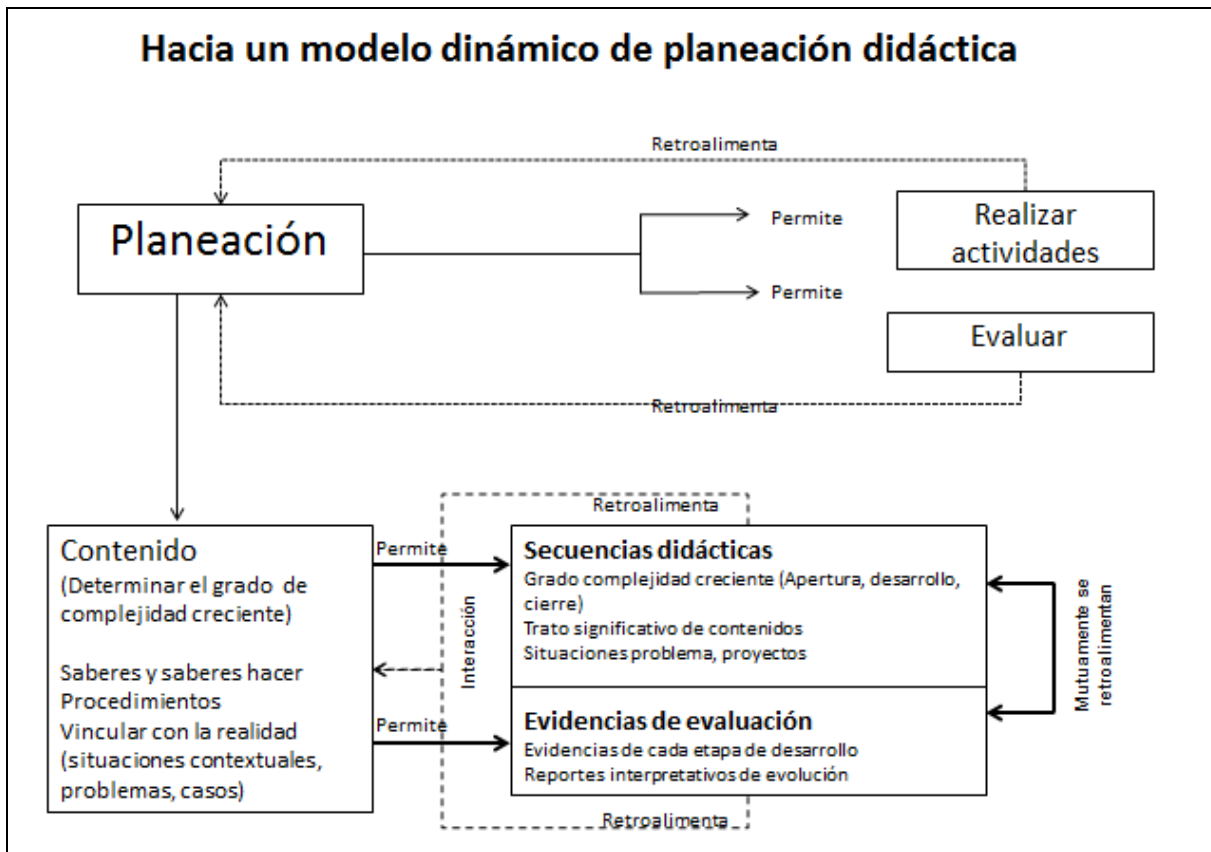 Hacia un modelo dinámico de planeación didáctica
Retroalimenta
Planeación
Permite
Realizar
actividades
Permite
Evaluar
Retroalimenta
Retroalimenta
Contenido
(Determinar el grado de
complejidad creciente)
Saberes y saberes hacer
Procedimientos
Vincular con la realidad
(situaciones contextuales,
problemas, casos)
Permite
Permite
Interacción
Secuencias didácticas
Grado complejidad creciente (Apertura, desarrollo,
cierre)
Trato significativo de contenidos
Situaciones problema, proyectos
Evidencias de evaluación
Evidencias de cada etapa de desarrollo
Reportes interpretativos de evolución
Mutuamente se
retroalimentan
Retroalimenta